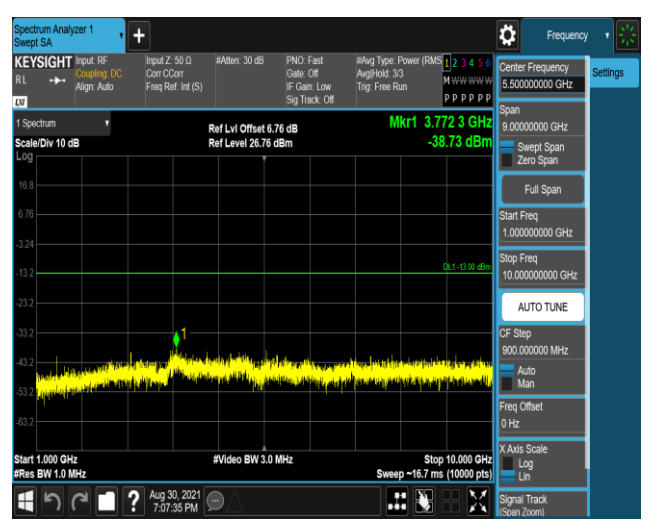 Spectrum Analyzer 1
Swept SA
Frequency
KEYSIGHT
RL
LXI
Input: RF
Coupling: DC
Align: Auto
Input Z: 50 Ω
Corr CCorr
Freq Ref: Int (S)
#Atten: 30 dB
PNO: Fast
Gate: Off
IF Gain: Low
Sig Track: Off
#Avg Type: Power (RMS
Avg|Hold: 3/3
Trig: Free Run
1 2 3 4 5 6
M W W W W W
P P P P P P
1 Spectrum
Scale/Div 10 dB
Log
Ref Lvl Offset 6.76 dB
Ref Level 26.76 dBm
Mkr1 3.772 3 GHz
-38.73 dBm
16.8
6.76
-3.24
-13.2
-23.2
-33.2
-43.2
-53.2
-63.2
DL1 -13.00 dBm
1
Start 1.000 GHz
#Res BW 1.0 MHz
#Video BW 3.0 MHz
Stop 10.000 GHz
Sweep ~16.7 ms (10000 pts)
Aug 30, 2021
7:07:35 PM
Center Frequency
5.500000000 GHz
Settings
Span
9.00000000 GHz
Swept Span
Zero Span
Full Span
Start Freq
1.000000000 GHz
Stop Freq
10.000000000 GHz
AUTO TUNE
CF Step
900.000000 MHz
Auto
Man
Freq Offset
0 Hz
X Axis Scale
Log
Lin
Signal Track
(Span Zoom)